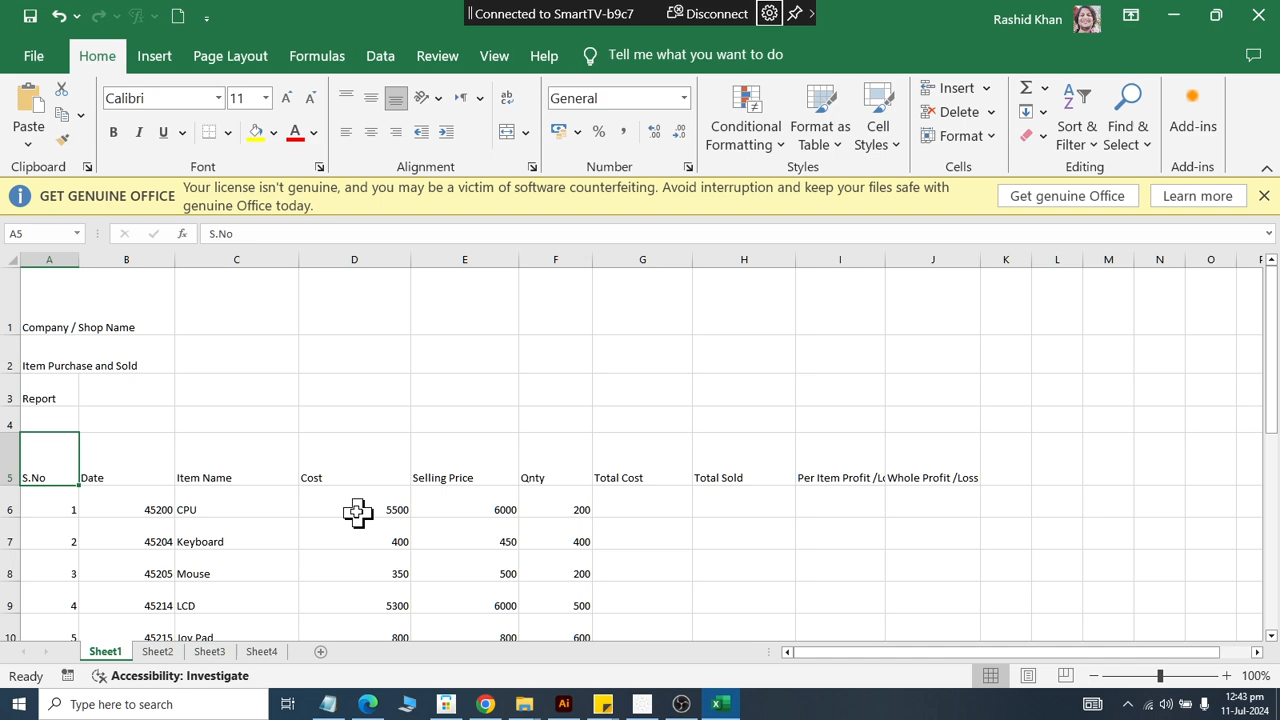 Connected to SmartTV-b9c7 Disconnect
Rashid Khan
File Home Insert Page Layout Formulas Data Review View Help Tell me what you want to do
Calibri 11 General
Paste
B I U A
Conditional Formatting
Format as Table
Cell Styles
Insert
Delete
Format
Sort & Filter
Find & Select
Add-ins
Clipboard Font Alignment Number Styles Cells Editing Add-ins
GET GENUINE OFFICE Your license isn't genuine, and you may be a victim of software counterfeiting. Avoid interruption and keep your files safe with
genuine Office today.
Get genuine Office Learn more
A5 fx S.No
A B C D E F G H I J K L M N O P
1 Company / Shop Name
2 Item Purchase and Sold
3 Report
4
5 S.No Date Item Name Cost Selling Price Qnty Total Cost Total Sold Per Item Profit /Lo Whole Profit /Loss
6 1 45200 CPU 5500 6000 200
7 2 45204 Keyboard 400 450 400
8 3 45205 Mouse 350 500 200
9 4 45214 LCD 5300 6000 500
10 5 45215 Joy Pad 800 800 600
Sheet1 Sheet2 Sheet3 Sheet4
Ready Accessibility: Investigate 100%
Type here to search
12:43 pm
11-Jul-2024